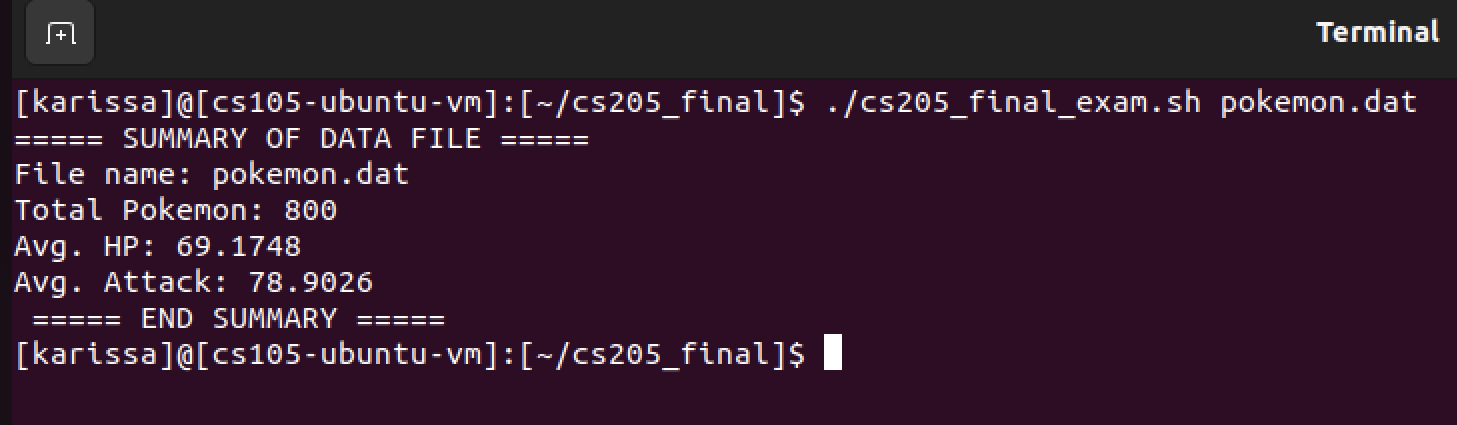 Terminal
[karissa]@[cs105-ubuntu-vm]:[~/cs205_final]$ ./cs205_final_exam.sh pokemon.dat
===== SUMMARY OF DATA FILE =====
File name: pokemon.dat
Total Pokemon: 800
Avg. HP: 69.1748
Avg. Attack: 78.9026
 ===== END SUMMARY =====
[karissa]@[cs105-ubuntu-vm]:[~/cs205_final]$